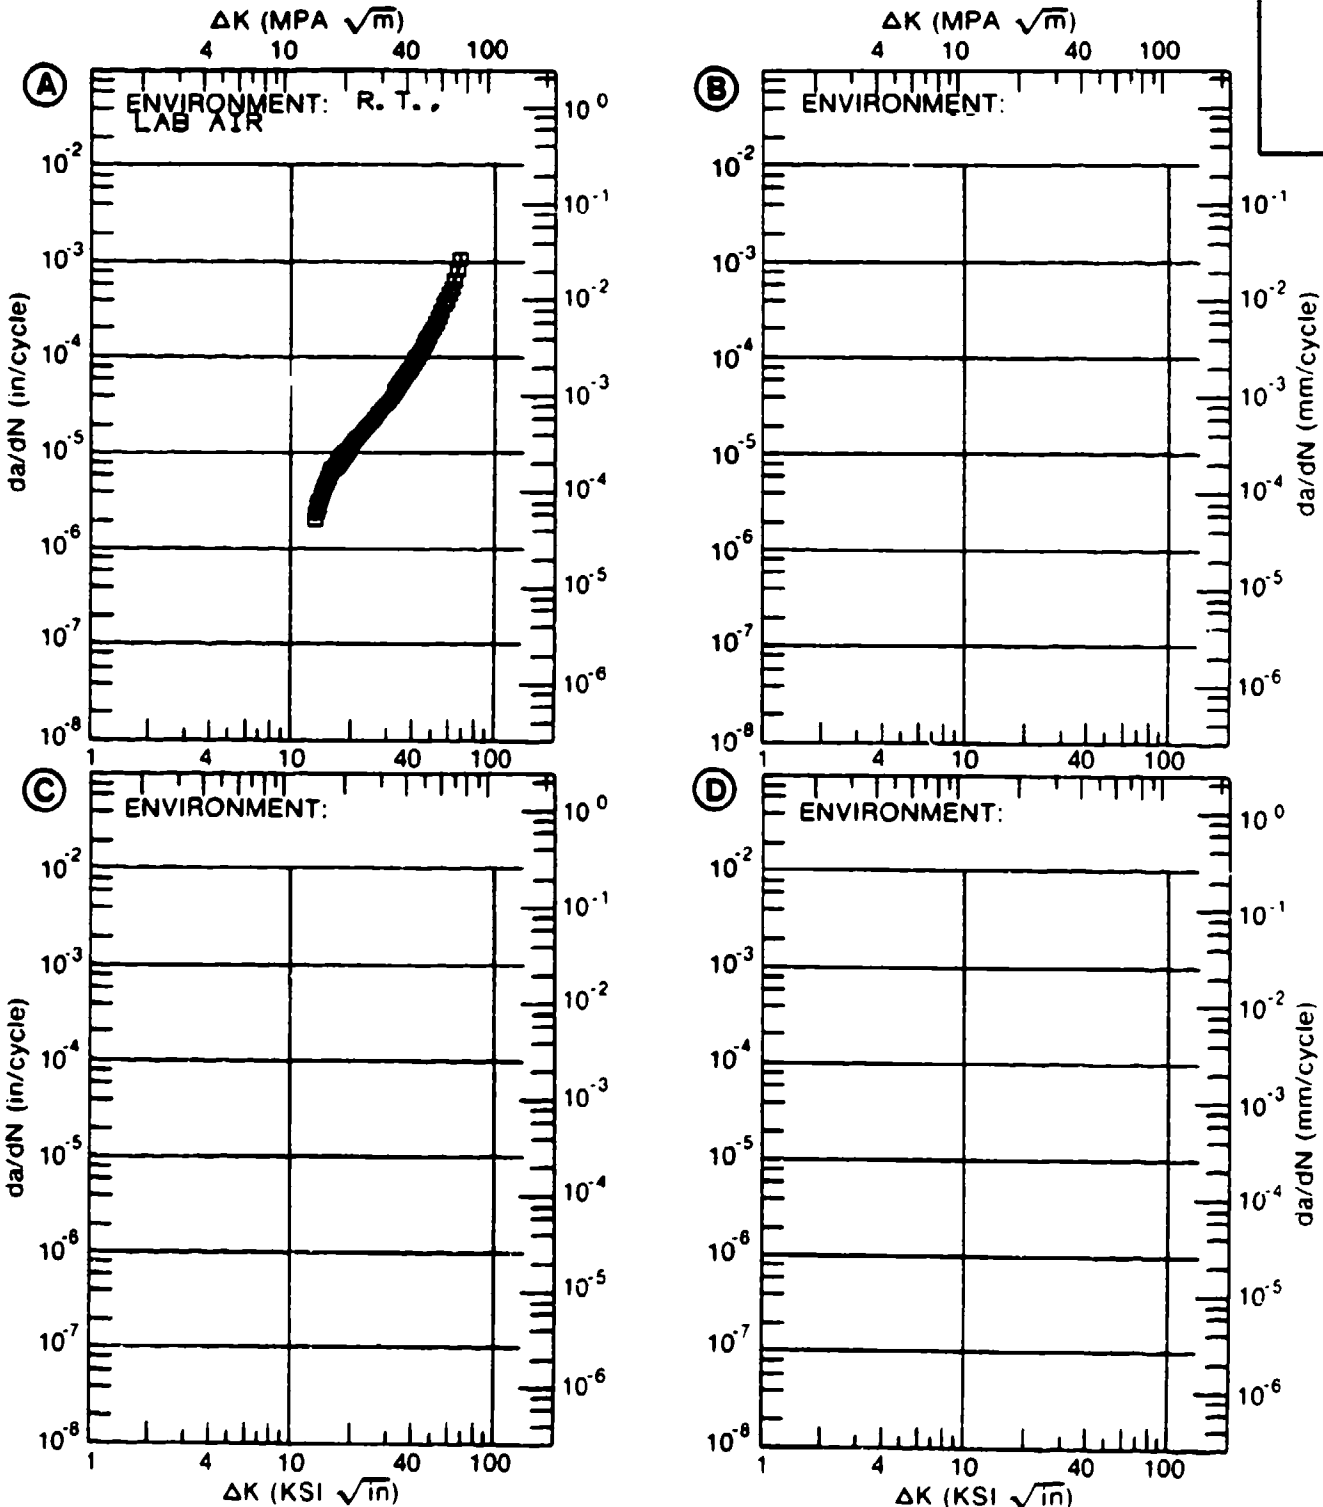 ΔK (MPA √m)
4 10 40 100
ΔK (MPA √m)
4 10 40 100
A
ENVIRONMENT: R. T.,
LAB AIR
10⁻²
10⁻³
10⁻⁴
10⁻⁵
10⁻⁶
10⁻⁷
10⁻⁸
da/dN (in/cycle)
10⁰
10⁻¹
10⁻²
10⁻³
10⁻⁴
10⁻⁵
10⁻⁶
1 4 10 40 100
B
ENVIRONMENT:
10⁻²
10⁻³
10⁻⁴
10⁻⁵
10⁻⁶
10⁻⁷
10⁻⁸
10⁻¹
10⁻²
10⁻³
10⁻⁴
10⁻⁵
10⁻⁶
da/dN (mm/cycle)
1 4 10 40 100
C
ENVIRONMENT:
10⁻²
10⁻³
10⁻⁴
10⁻⁵
10⁻⁶
10⁻⁷
10⁻⁸
da/dN (in/cycle)
10⁰
10⁻¹
10⁻²
10⁻³
10⁻⁴
10⁻⁵
10⁻⁶
1 4 10 40 100
ΔK (KSI √in)
D
ENVIRONMENT:
10⁻²
10⁻³
10⁻⁴
10⁻⁵
10⁻⁶
10⁻⁷
10⁻⁸
10⁰
10⁻¹
10⁻²
10⁻³
10⁻⁴
10⁻⁵
10⁻⁶
da/dN (mm/cycle)
1 4 10 40 100
ΔK (KSI √in)